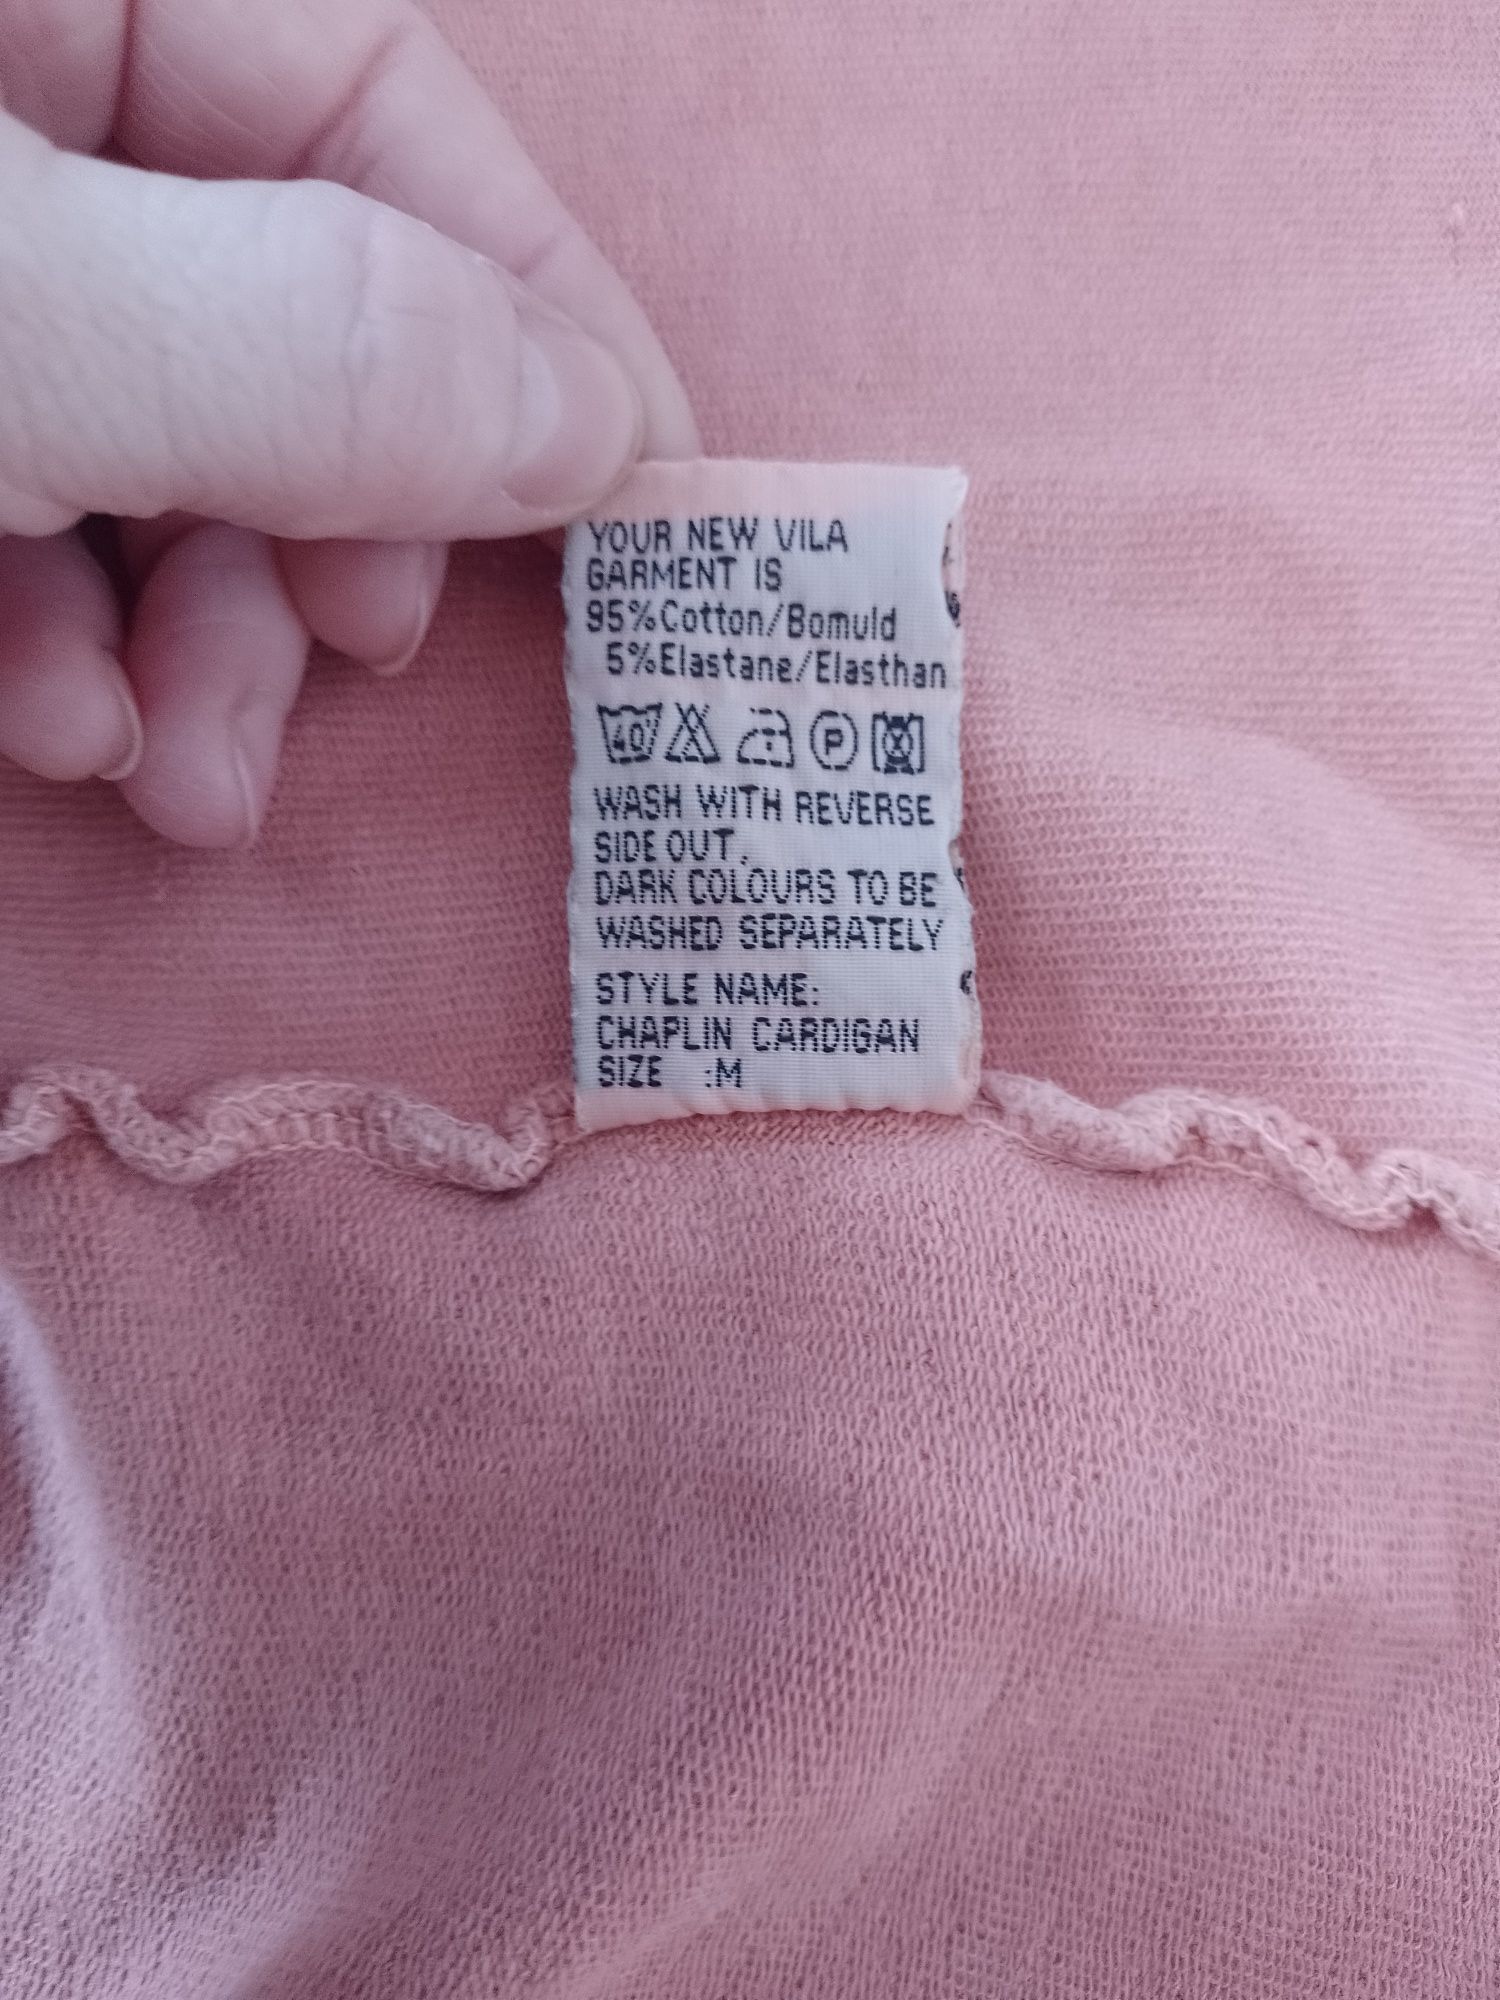 YOUR NEW VILA
GARMENT IS
95%Cotton/Bomuld
5%Elastane/Elasthan
40 P
WASH WITH REVERSE
SIDE OUT.
DARK COLOURS TO BE
WASHED SEPARATELY
STYLE NAME:
CHAPLIN CARDIGAN
SIZE :M